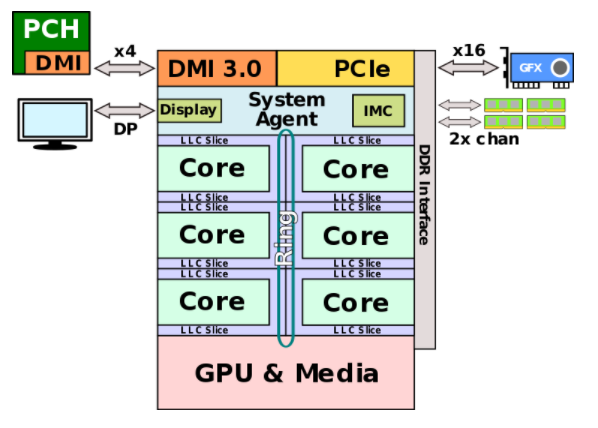 PCH
DMI
x4
DMI 3.0
PCIe
x16
GFX
Display
System
Agent
IMC
DP
2x chan
DDR Interface
LLC Slice
LLC Slice
Core
Core
LLC Slice
LLC Slice
LLC Slice
LLC Slice
Core
Core
Ring
LLC Slice
LLC Slice
LLC Slice
LLC Slice
Core
Core
LLC Slice
LLC Slice
GPU & Media